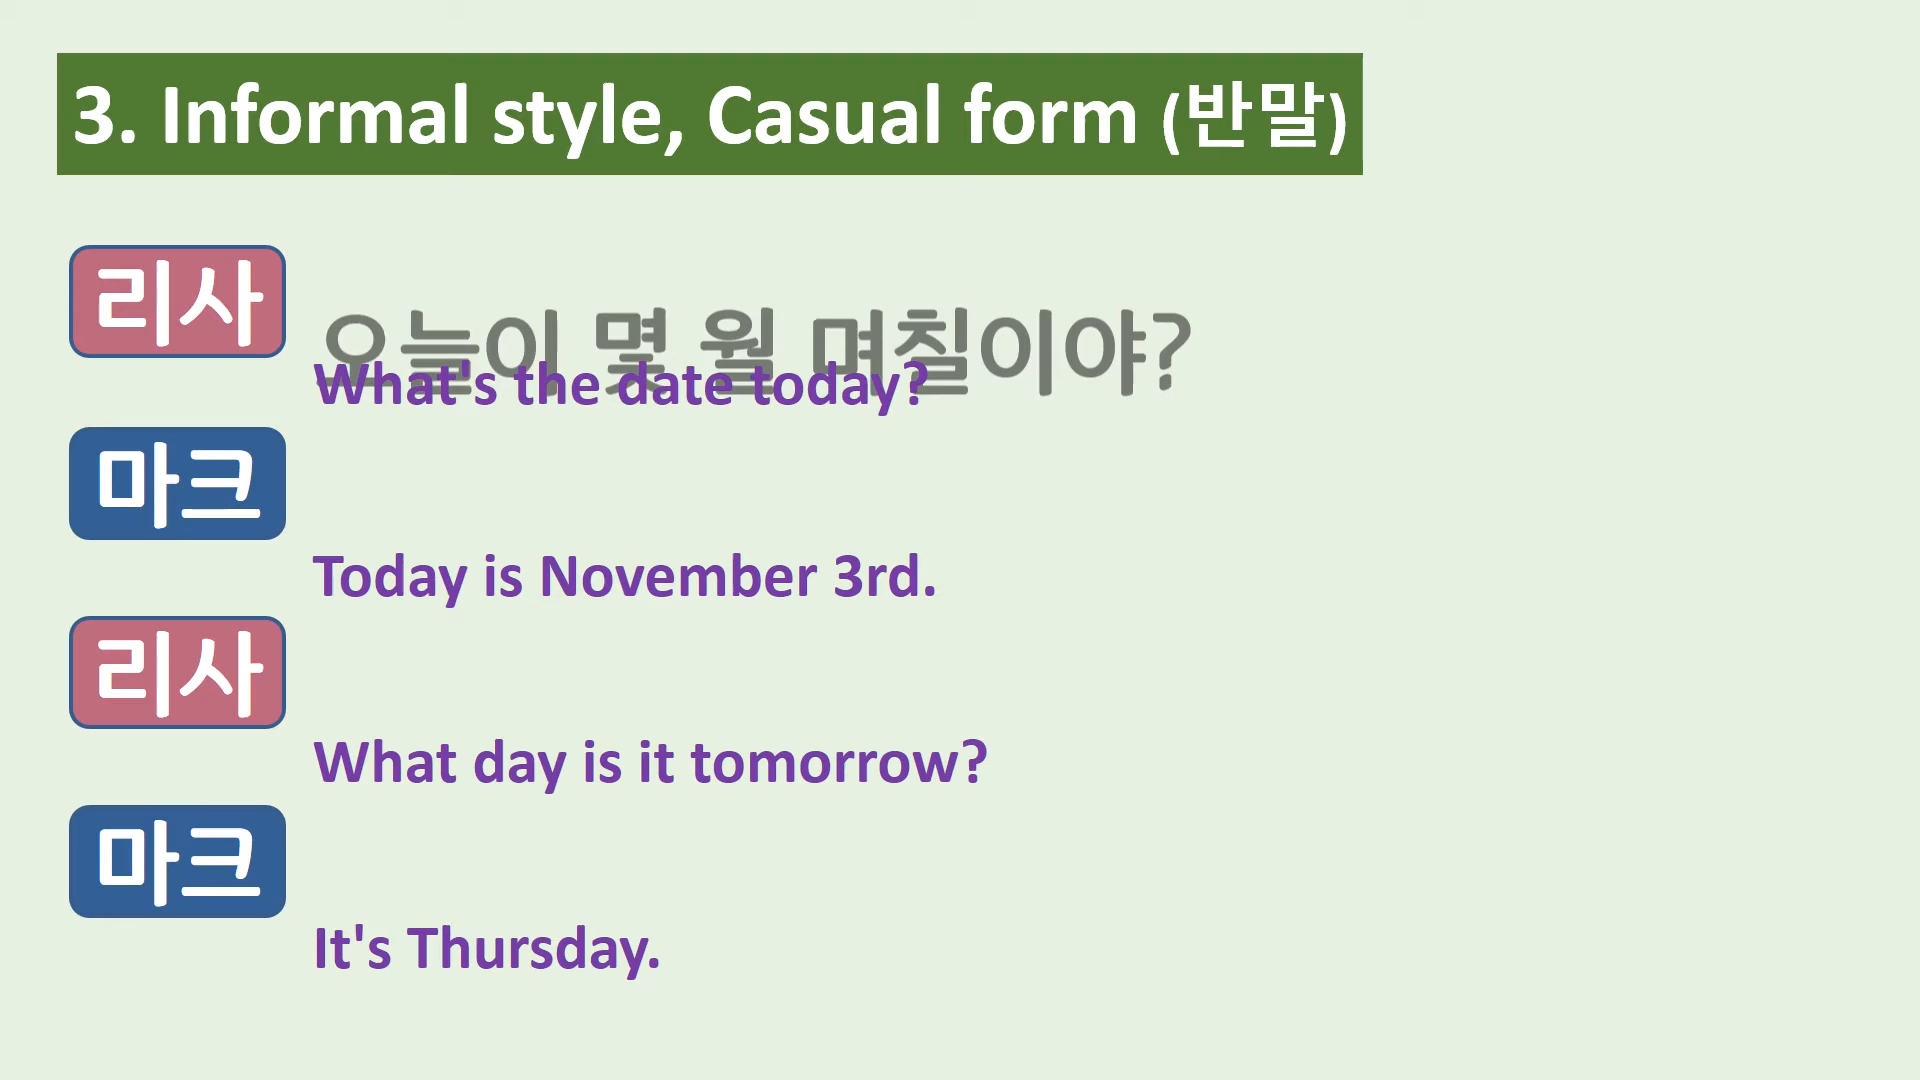 3. Informal style, Casual form (반말)
리사
오늘이 몇 월 며칠이야?
What's the date today?
마크
Today is November 3rd.
리사
What day is it tomorrow?
마크
It's Thursday.